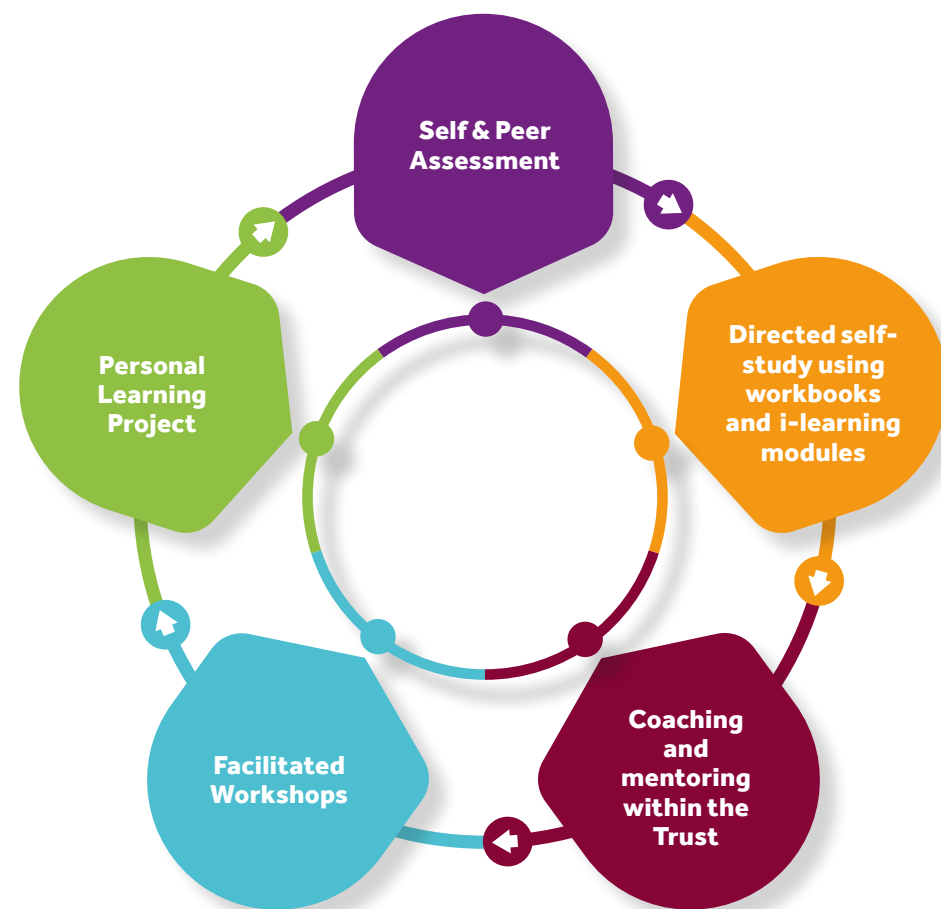 Self & Peer
Assessment
Directed self-
study using
workbooks
and i-learning
modules
Coaching
and
mentoring
within the
Trust
Facilitated
Workshops
Personal
Learning
Project